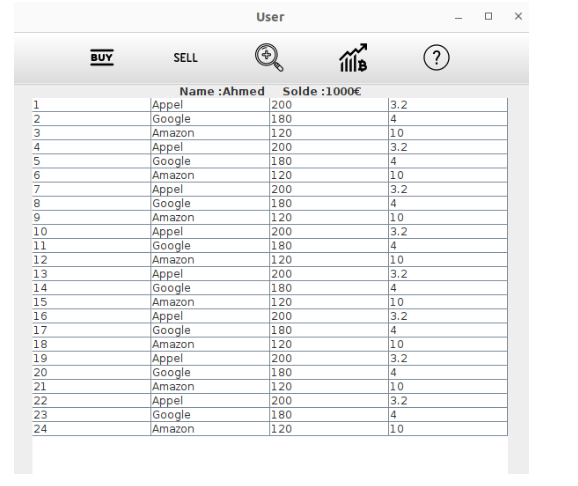 User
BUY SELL ?
Name :Ahmed Solde :1000€
1 Appel 200 3.2
2 Google 180 4
3 Amazon 120 10
4 Appel 200 3.2
5 Google 180 4
6 Amazon 120 10
7 Appel 200 3.2
8 Google 180 4
9 Amazon 120 10
10 Appel 200 3.2
11 Google 180 4
12 Amazon 120 10
13 Appel 200 3.2
14 Google 180 4
15 Amazon 120 10
16 Appel 200 3.2
17 Google 180 4
18 Amazon 120 10
19 Appel 200 3.2
20 Google 180 4
21 Amazon 120 10
22 Appel 200 3.2
23 Google 180 4
24 Amazon 120 10